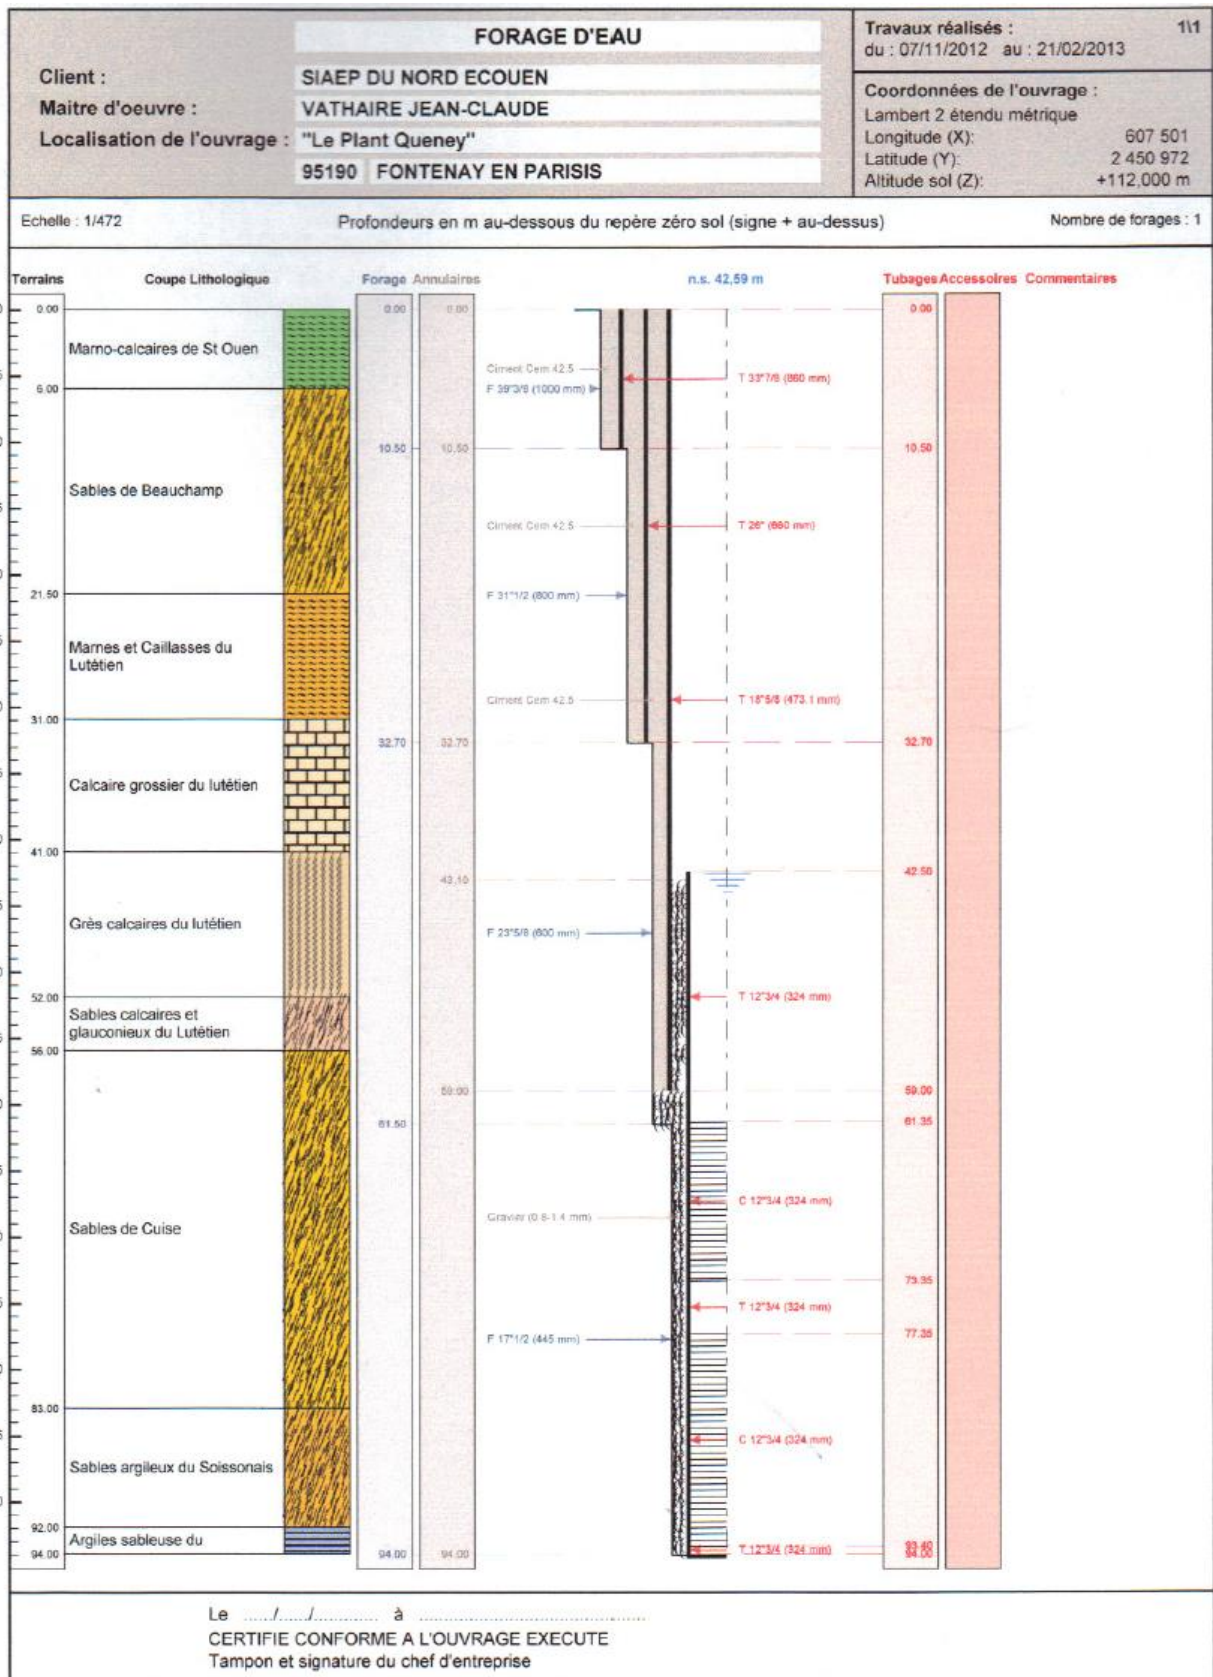 FORAGE D'EAU
Travaux réalisés : 1\1
du : 07/11/2012 au : 21/02/2013
Client : SIAEP DU NORD ECOUEN
Maitre d'oeuvre : VATHAIRE JEAN-CLAUDE
Localisation de l'ouvrage : "Le Plant Queney"
95190 FONTENAY EN PARISIS
Coordonnées de l'ouvrage :
Lambert 2 étendu métrique
Longitude (X): 607 501
Latitude (Y): 2 450 972
Altitude sol (Z): +112,000 m
Echelle : 1/472 Profondeurs en m au-dessous du repère zéro sol (signe + au-dessus) Nombre de forages : 1
Terrains Coupe Lithologique Forage Annulaires n.s. 42,59 m Tubages Accessoires Commentaires
0.00 0.00 0.00 0.00
Marno-calcaires de St Ouen
Ciment Cem 42.5
T 33"7/8 (860 mm)
6.00 F 39"3/8 (1000 mm)
10.50 10.50 10.50
Sables de Beauchamp
Ciment Cem 42.5 T 26" (660 mm)
21.50 F 31"1/2 (800 mm)
Marnes et Caillasses du
Lutétien
Ciment Cem 42.5 T 18"5/8 (473.1 mm)
31.00
32.70 32.70 32.70
Calcaire grossier du lutétien
41.00
42.50
43.10
Grès calcaires du lutétien
F 23"5/8 (600 mm)
52.00 T 12"3/4 (324 mm)
Sables calcaires et
glauconieux du Lutétien
56.00
59.00 59.00
61.50 61.35
C 12"3/4 (324 mm)
Gravier (0.6-1.4 mm)
Sables de Cuise
73.35
T 12"3/4 (324 mm)
F 17"1/2 (445 mm) 77.35
83.00
C 12"3/4 (324 mm)
Sables argileux du Soissonais
92.00
Argiles sableuse du
T 12"3/4 (324 mm) 93.40
94.00 94.00 94.00 94.00
Le ...../...../............ à ..........................................
CERTIFIE CONFORME A L'OUVRAGE EXECUTE
Tampon et signature du chef d'entreprise